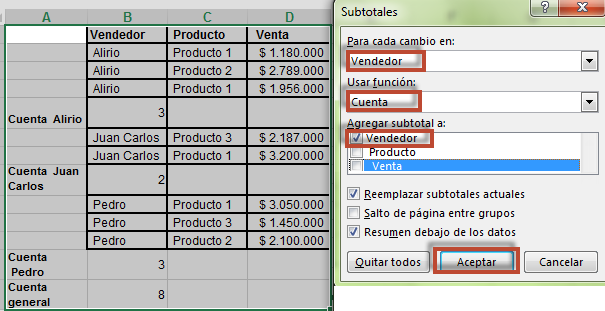 A B C D
Vendedor Producto Venta
Alirio Producto 1 $ 1.180.000
Alirio Producto 2 $ 2.789.000
Alirio Producto 1 $ 1.956.000
Cuenta Alirio 3
Juan Carlos Producto 3 $ 2.187.000
Juan Carlos Producto 1 $ 3.200.000
Cuenta Juan
Carlos 2
Pedro Producto 1 $ 3.050.000
Pedro Producto 3 $ 1.450.000
Pedro Producto 2 $ 2.100.000
Cuenta
Pedro 3
Cuenta
general 8
Subtotales ? ×
Para cada cambio en:
Vendedor
Usar función:
Cuenta
Agregar subtotal a:
Vendedor
Producto
Venta
Reemplazar subtotales actuales
Salto de página entre grupos
Resumen debajo de los datos
Quitar todos Aceptar Cancelar